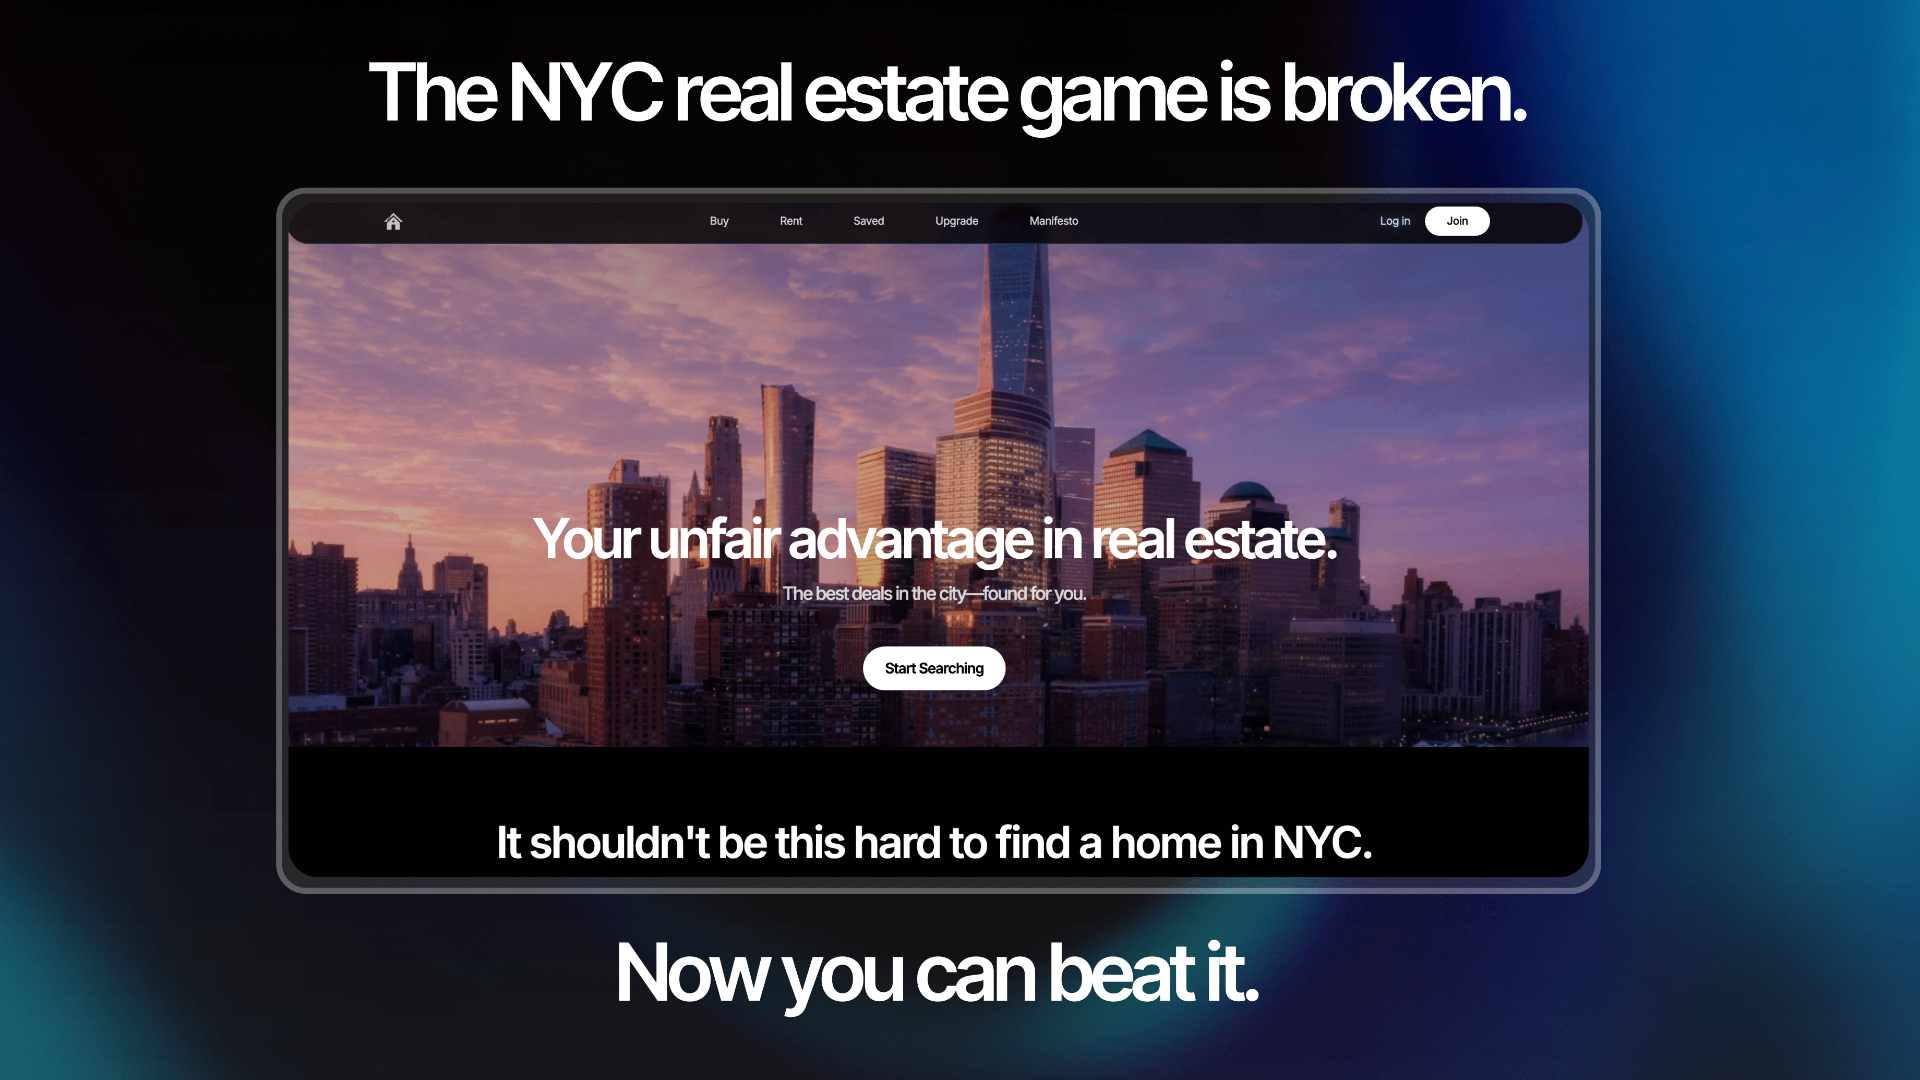 The NYC real estate game is broken.
Buy Rent Saved Upgrade Manifesto Log in Join
Your unfair advantage in real estate.
The best deals in the city—found for you.
Start Searching
It shouldn't be this hard to find a home in NYC.
Now you can beat it.